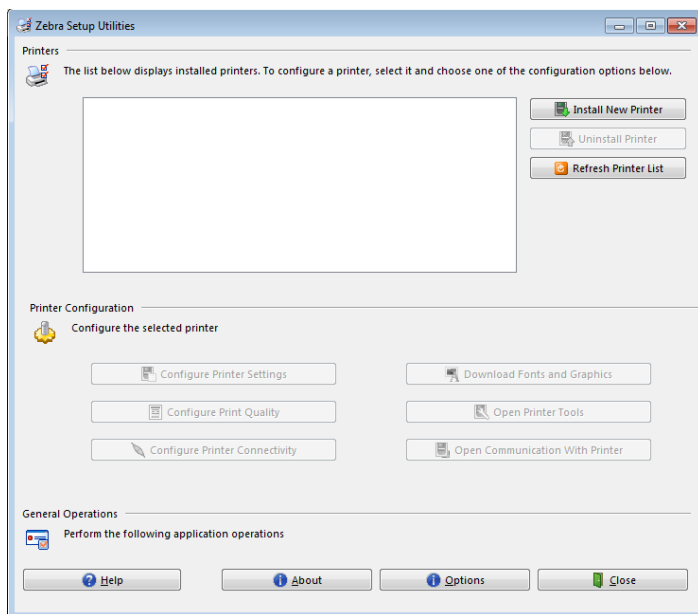 Zebra Setup Utilities
Printers
The list below displays installed printers. To configure a printer, select it and choose one of the configuration options below.
Install New Printer
Uninstall Printer
Refresh Printer List
Printer Configuration
Configure the selected printer
Configure Printer Settings
Download Fonts and Graphics
Configure Print Quality
Open Printer Tools
Configure Printer Connectivity
Open Communication With Printer
General Operations
Perform the following application operations
Help
About
Options
Close